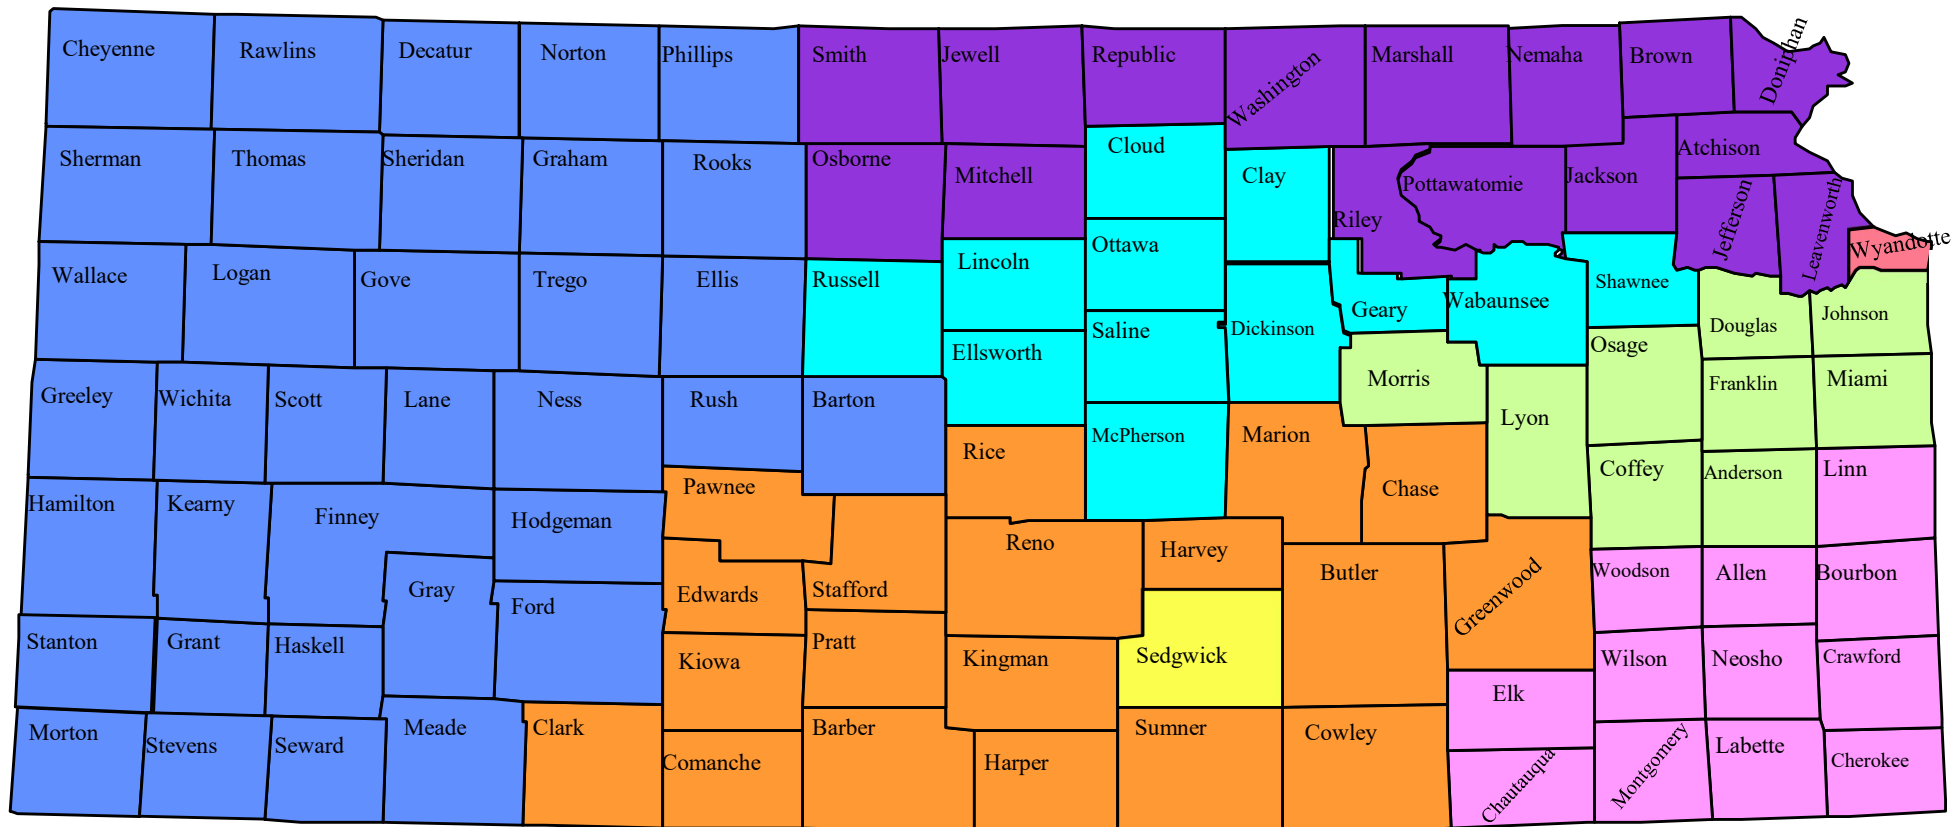 Cheyenne
Rawlins
Decatur
Norton
Phillips
Smith
Jewell
Republic
Washington
Marshall
Nemaha
Brown
Doniphan
Sherman
Thomas
Sheridan
Graham
Rooks
Osborne
Mitchell
Cloud
Clay
Riley
Pottawatomie
Jackson
Atchison
Jefferson
Leavenworth
Wyandotte
Wallace
Logan
Gove
Trego
Ellis
Russell
Lincoln
Ottawa
Saline
Dickinson
Geary
Wabaunsee
Shawnee
Douglas
Johnson
Ellsworth
Morris
Osage
Franklin
Miami
Greeley
Wichita
Scott
Lane
Ness
Rush
Barton
Rice
McPherson
Marion
Chase
Lyon
Coffey
Anderson
Linn
Hamilton
Kearny
Finney
Hodgeman
Pawnee
Stafford
Reno
Harvey
Butler
Greenwood
Woodson
Allen
Bourbon
Gray
Ford
Edwards
Stanton
Grant
Haskell
Kiowa
Pratt
Kingman
Sedgwick
Elk
Wilson
Neosho
Crawford
Morton
Stevens
Seward
Meade
Clark
Comanche
Barber
Harper
Sumner
Cowley
Chautauqua
Montgomery
Labette
Cherokee